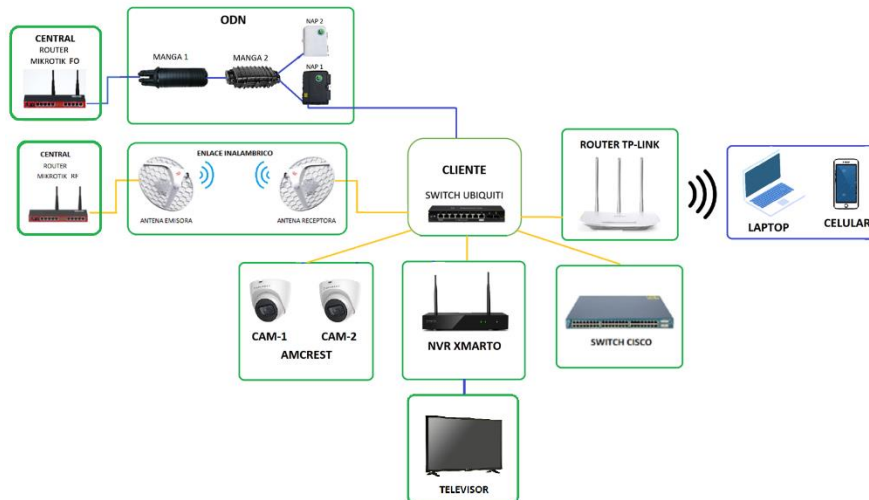 CENTRAL
ROUTER
MIKROTIK FO
ODN
MANGA 1
MANGA 2
NAP 2
NAP 1
CENTRAL
ROUTER
MIKROTIK RF
ENLACE INALAMBRICO
ANTENA EMISORA
ANTENA RECEPTORA
CLIENTE
SWITCH UBIQUITI
ROUTER TP-LINK
LAPTOP
CELULAR
CAM-1
CAM-2
AMCREST
NVR XMARTO
SWITCH CISCO
TELEVISOR